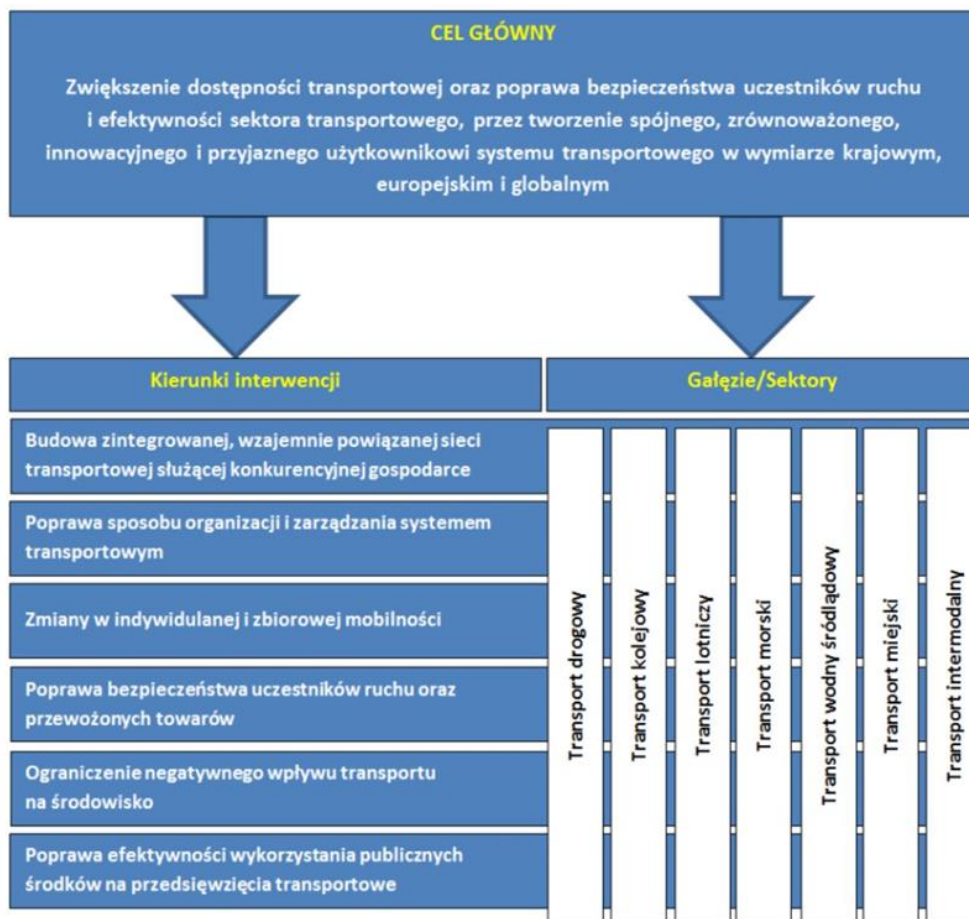 CEL GŁÓWNY
Zwiększenie dostępności transportowej oraz poprawa bezpieczeństwa uczestników ruchu
i efektywności sektora transportowego, przez tworzenie spójnego, zrównoważonego,
innowacyjnego i przyjaznego użytkownikowi systemu transportowego w wymiarze krajowym,
europejskim i globalnym
Kierunki interwencji
Gałęzie/Sektory
Budowa zintegrowanej, wzajemnie powiązanej sieci
transportowej służącej konkurencyjnej gospodarce
Poprawa sposobu organizacji i zarządzania systemem
transportowym
Zmiany w indywidulanej i zbiorowej mobilności
Poprawa bezpieczeństwa uczestników ruchu oraz
przewożonych towarów
Ograniczenie negatywnego wpływu transportu
na środowisko
Poprawa efektywności wykorzystania publicznych
środków na przedsięwzięcia transportowe
Transport drogowy
Transport kolejowy
Transport lotniczy
Transport morski
Transport wodny śródlądowy
Transport miejski
Transport intermodalny